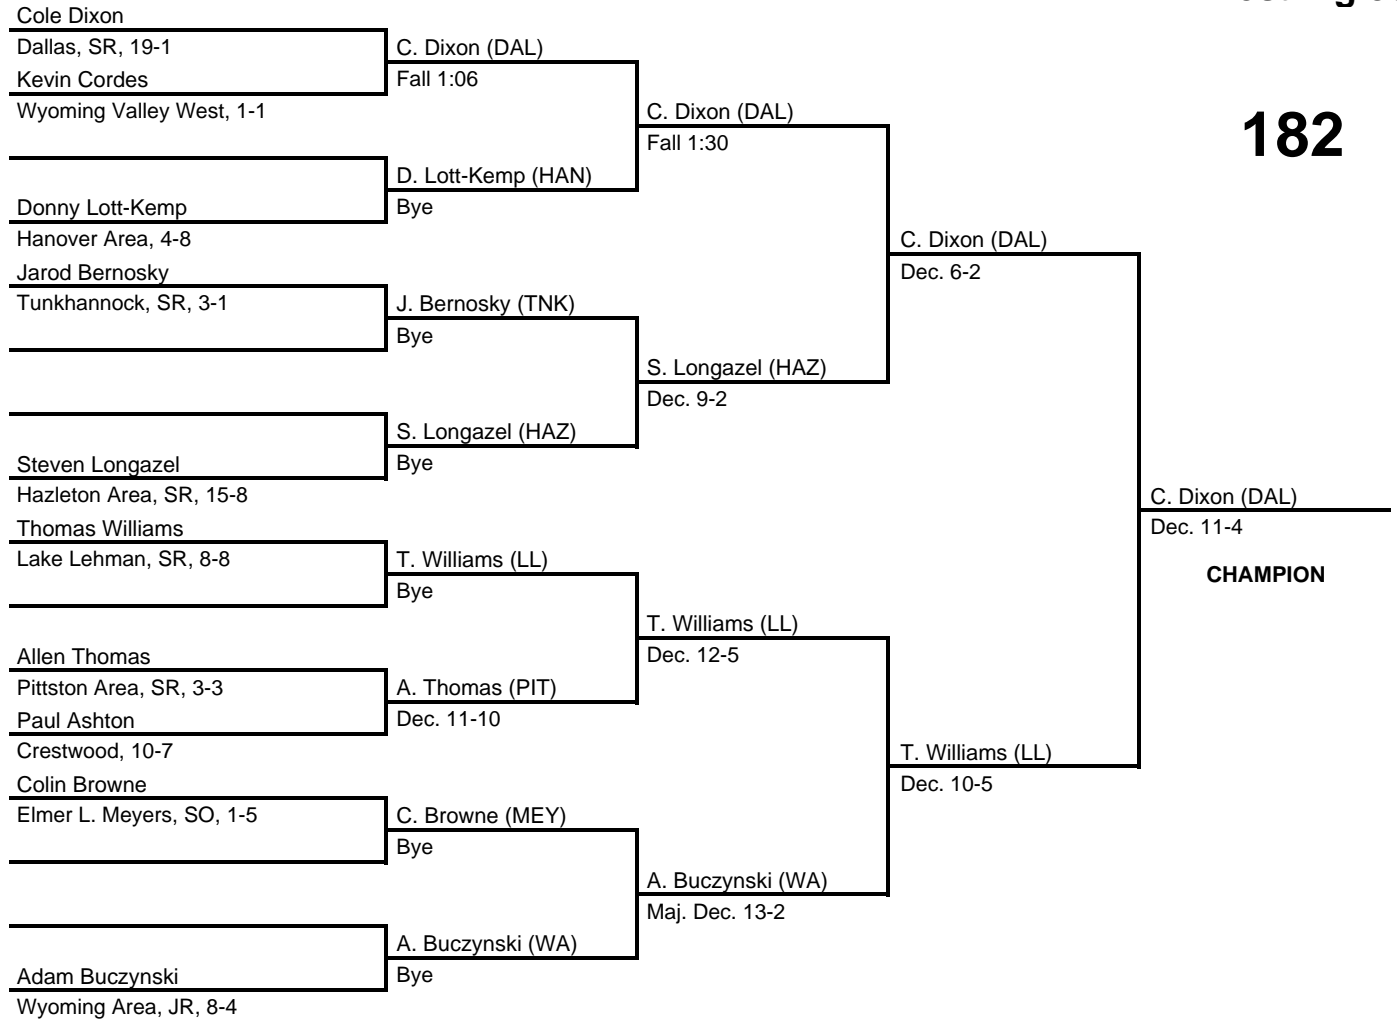 Cole Dixon
Dallas, SR, 19-1
Kevin Cordes
Wyoming Valley West, 1-1
Donny Lott-Kemp
Hanover Area, 4-8
Jarod Bernosky
Tunkhannock, SR, 3-1
Steven Longazel
Hazleton Area, SR, 15-8
Thomas Williams
Lake Lehman, SR, 8-8
Allen Thomas
Pittston Area, SR, 3-3
Paul Ashton
Crestwood, 10-7
Colin Browne
Elmer L. Meyers, SO, 1-5
Adam Buczynski
Wyoming Area, JR, 8-4
C. Dixon (DAL)
Fall 1:06
D. Lott-Kemp (HAN)
Bye
J. Bernosky (TNK)
Bye
S. Longazel (HAZ)
Bye
T. Williams (LL)
Bye
A. Thomas (PIT)
Dec. 11-10
C. Browne (MEY)
Bye
A. Buczynski (WA)
Bye
C. Dixon (DAL)
Fall 1:30
S. Longazel (HAZ)
Dec. 9-2
T. Williams (LL)
Dec. 12-5
A. Buczynski (WA)
Maj. Dec. 13-2
C. Dixon (DAL)
Dec. 6-2
T. Williams (LL)
Dec. 10-5
182
C. Dixon (DAL)
Dec. 11-4
CHAMPION